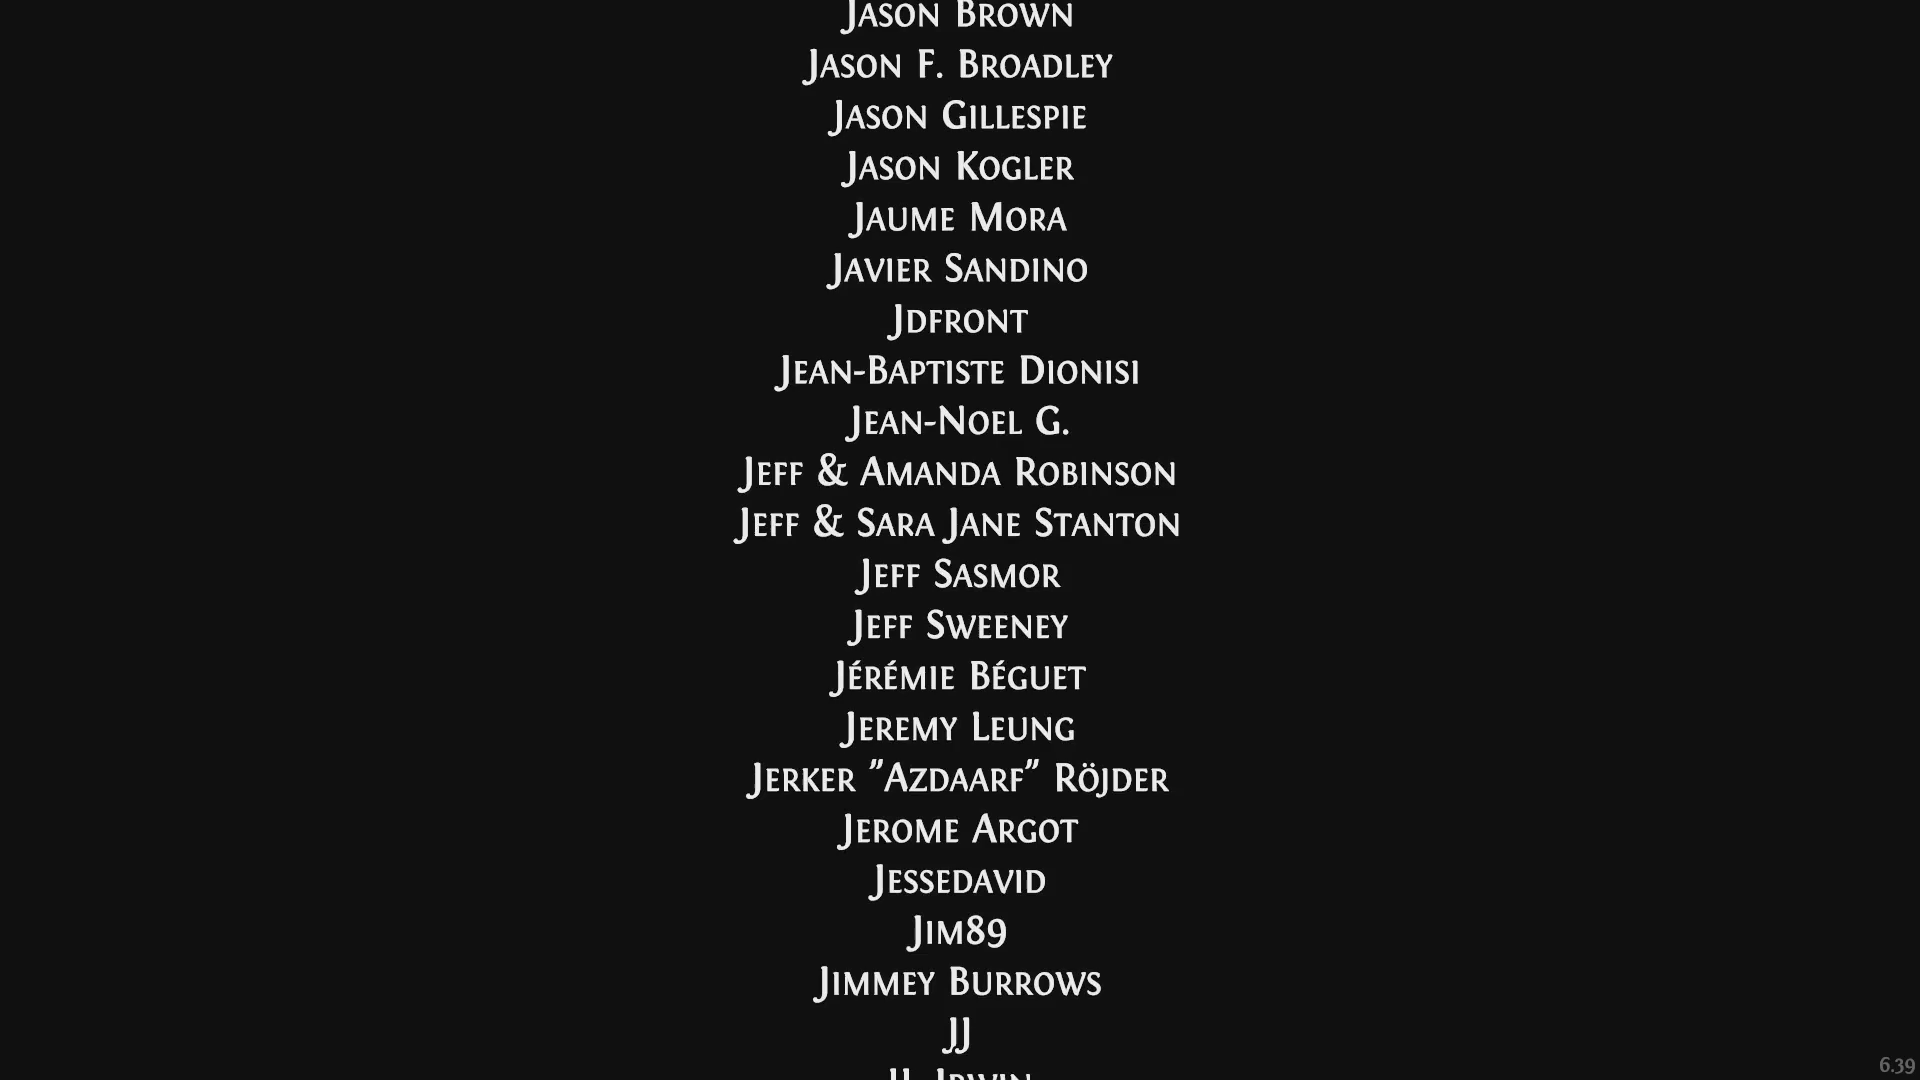 Jason Brown
Jason F. Broadley
Jason Gillespie
Jason Kogler
Jaume Mora
Javier Sandino
Jdfront
Jean-Baptiste Dionisi
Jean-Noel G.
Jeff & Amanda Robinson
Jeff & Sara Jane Stanton
Jeff Sasmor
Jeff Sweeney
Jérémie Béguet
Jeremy Leung
Jerker "Azdaarf" Röjder
Jerome Argot
Jessedavid
Jim89
Jimmey Burrows
JJ
JJ Irwin
6.39